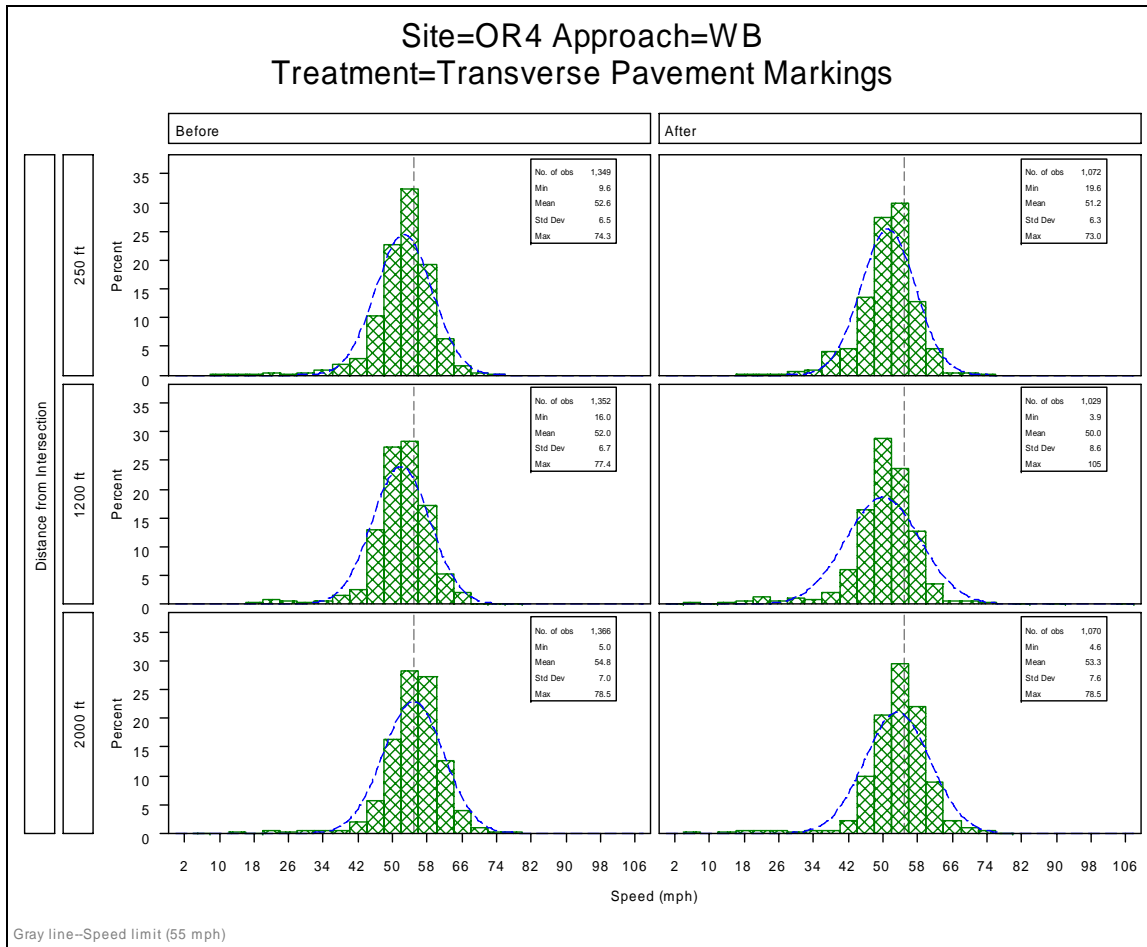 Site=OR4 Approach=WB
Treatment=Transverse Pavement Markings
Before
After
Distance from Intersection
250 ft
Percent
35
30
25
20
15
10
5
0
No. of obs 1,349
Min 9.6
Mean 52.6
Std Dev 6.5
Max 74.3
No. of obs 1,072
Min 19.6
Mean 51.2
Std Dev 6.3
Max 73.0
1200 ft
Percent
35
30
25
20
15
10
5
0
No. of obs 1,352
Min 16.0
Mean 52.0
Std Dev 6.7
Max 77.4
No. of obs 1,029
Min 3.9
Mean 50.0
Std Dev 8.6
Max 105
2000 ft
Percent
35
30
25
20
15
10
5
0
No. of obs 1,366
Min 5.0
Mean 54.8
Std Dev 7.0
Max 78.5
No. of obs 1,070
Min 4.6
Mean 53.3
Std Dev 7.6
Max 78.5
2 10 18 26 34 42 50 58 66 74 82 90 98 106
2 10 18 26 34 42 50 58 66 74 82 90 98 106
Speed (mph)
Gray line--Speed limit (55 mph)